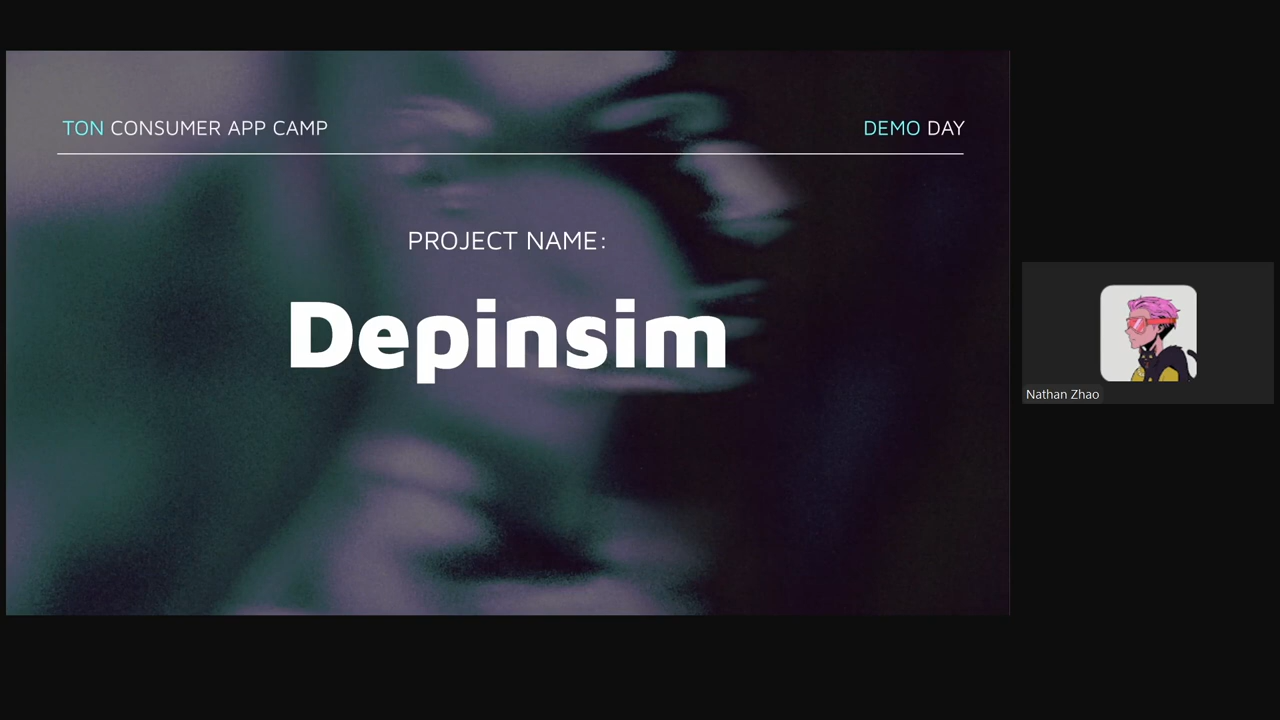 TON CONSUMER APP CAMP
DEMO DAY
PROJECT NAME:
Depinsim
Nathan Zhao